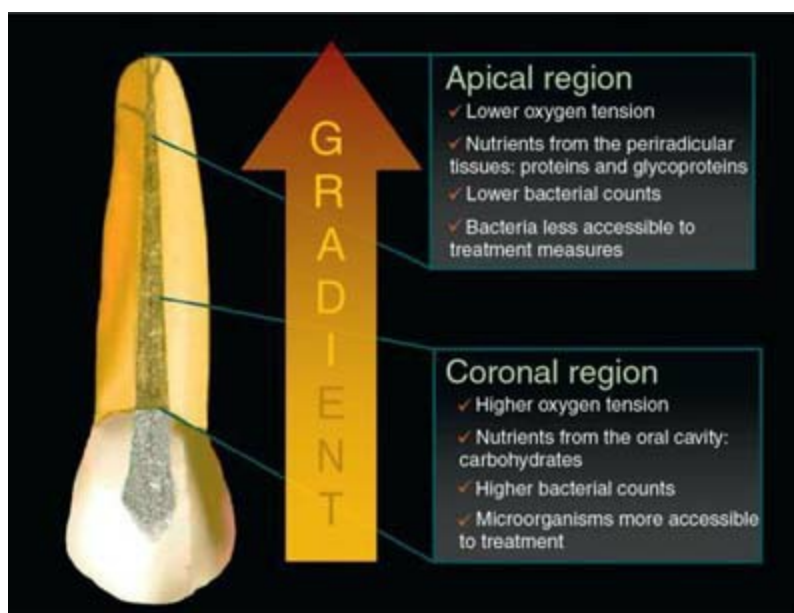 GRADIENT
Apical region
✓ Lower oxygen tension
✓ Nutrients from the periradicular
tissues: proteins and glycoproteins
✓ Lower bacterial counts
✓ Bacteria less accessible to
treatment measures
Coronal region
✓ Higher oxygen tension
✓ Nutrients from the oral cavity:
carbohydrates
✓ Higher bacterial counts
✓ Microorganisms more accessible
to treatment